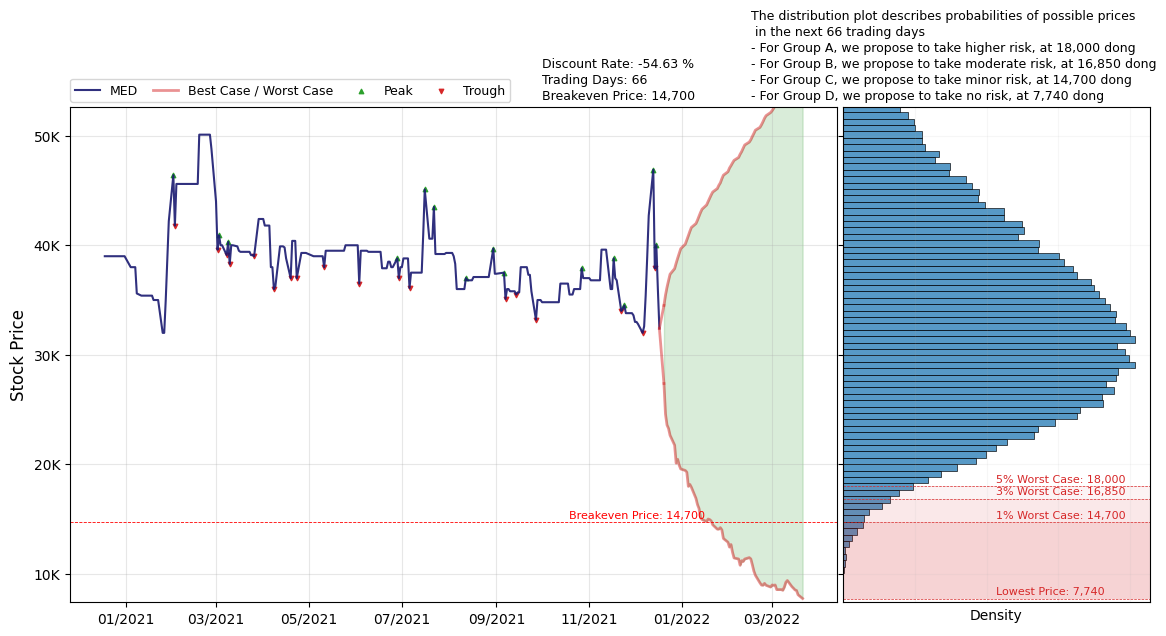 The distribution plot describes probabilities of possible prices
in the next 66 trading days
- For Group A, we propose to take higher risk, at 18,000 dong
- For Group B, we propose to take moderate risk, at 16,850 dong
- For Group C, we propose to take minor risk, at 14,700 dong
- For Group D, we propose to take no risk, at 7,740 dong
Discount Rate: -54.63 %
Trading Days: 66
Breakeven Price: 14,700
MED Best Case / Worst Case Peak Trough
Stock Price
50K
40K
30K
20K
10K
Breakeven Price: 14,700
5% Worst Case: 18,000
3% Worst Case: 16,850
1% Worst Case: 14,700
Lowest Price: 7,740
01/2021 03/2021 05/2021 07/2021 09/2021 11/2021 01/2022 03/2022
Density